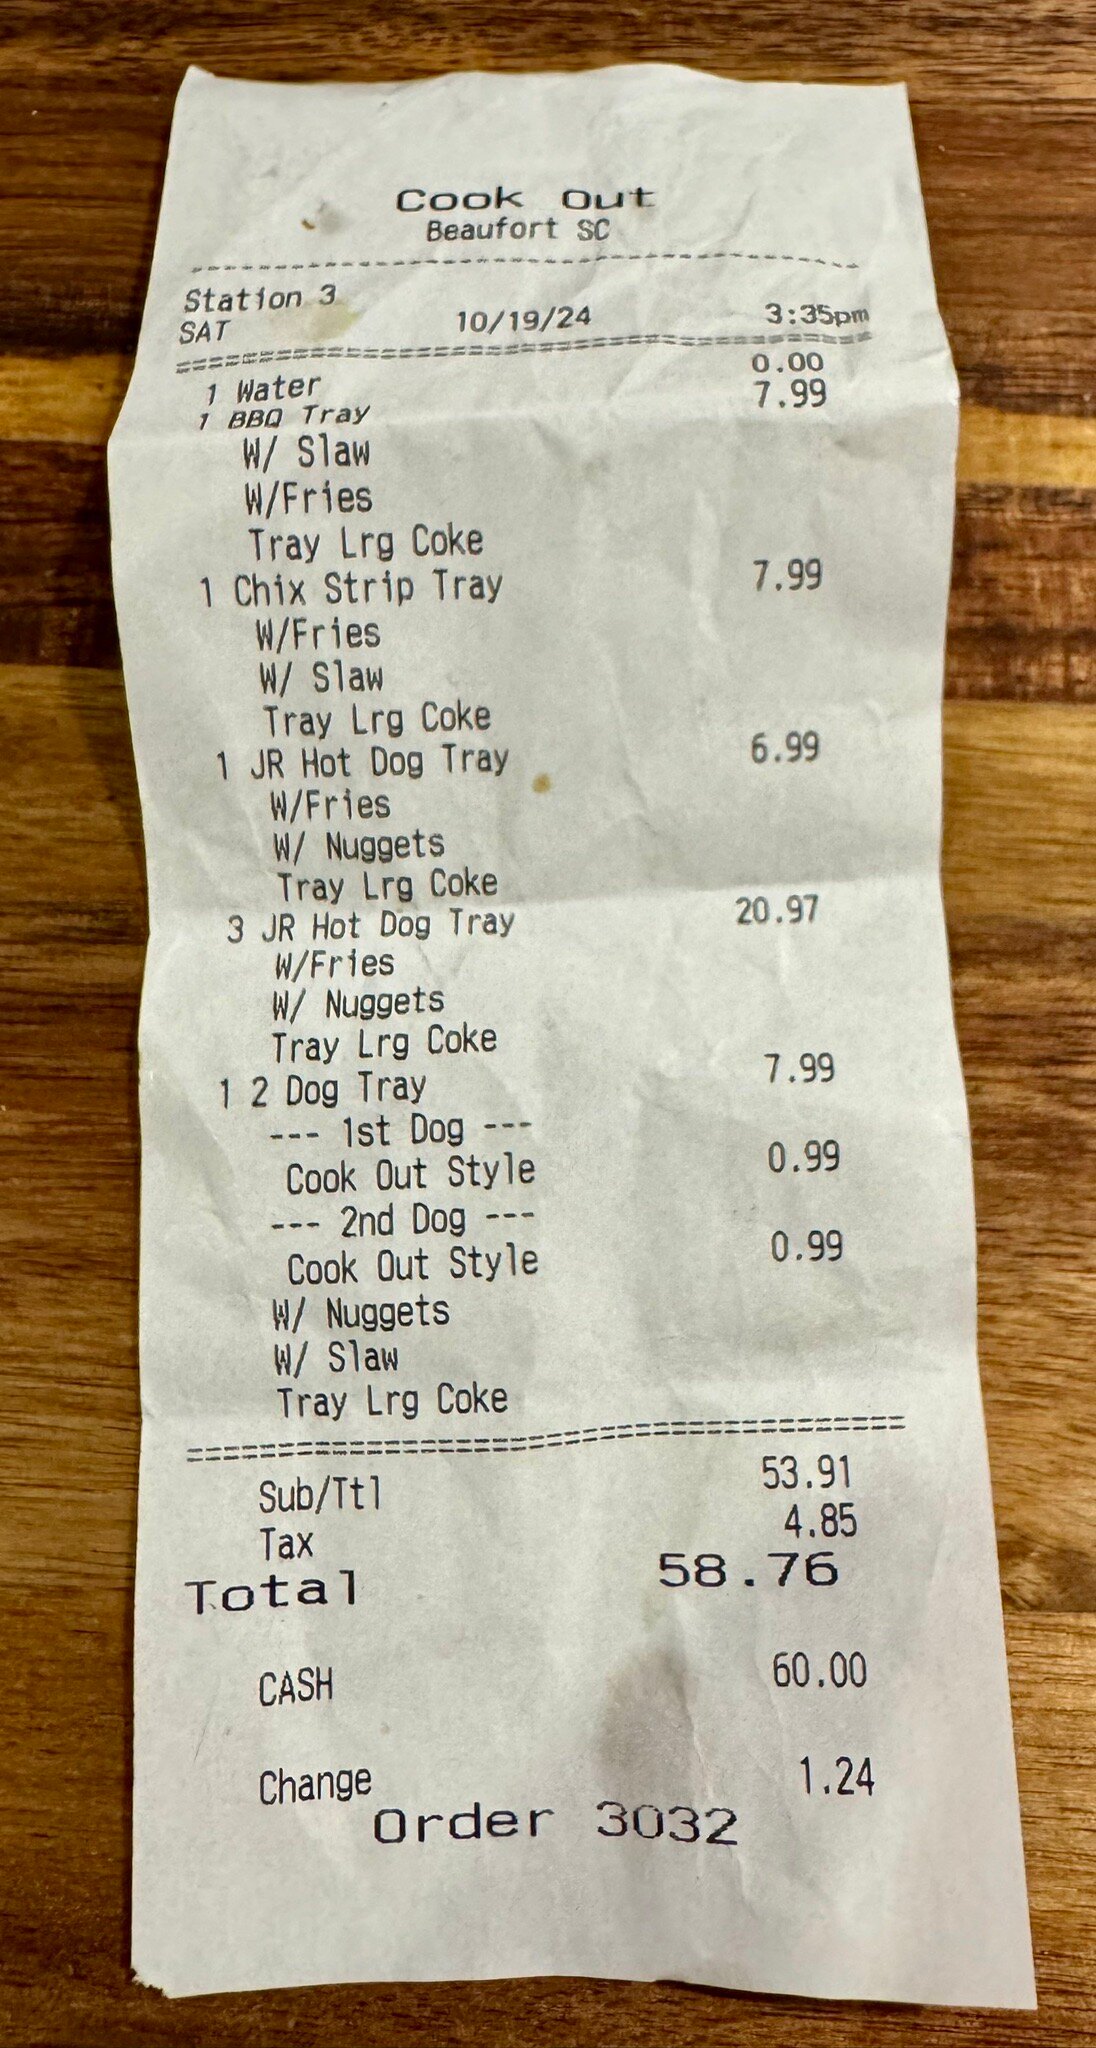 Cook Out
Beaufort SC
--------------------------------------------
Station 3
SAT 10/19/24 3:35pm
============================================
1 Water 0.00
1 BBQ Tray 7.99
W/ Slaw
W/Fries
Tray Lrg Coke
1 Chix Strip Tray 7.99
W/Fries
W/ Slaw
Tray Lrg Coke
1 JR Hot Dog Tray 6.99
W/Fries
W/ Nuggets
Tray Lrg Coke
3 JR Hot Dog Tray 20.97
W/Fries
W/ Nuggets
Tray Lrg Coke
1 2 Dog Tray 7.99
--- 1st Dog ---
Cook Out Style 0.99
--- 2nd Dog ---
Cook Out Style 0.99
W/ Nuggets
W/ Slaw
Tray Lrg Coke
============================================
Sub/Ttl 53.91
Tax 4.85
Total 58.76
CASH 60.00
Change 1.24
Order 3032